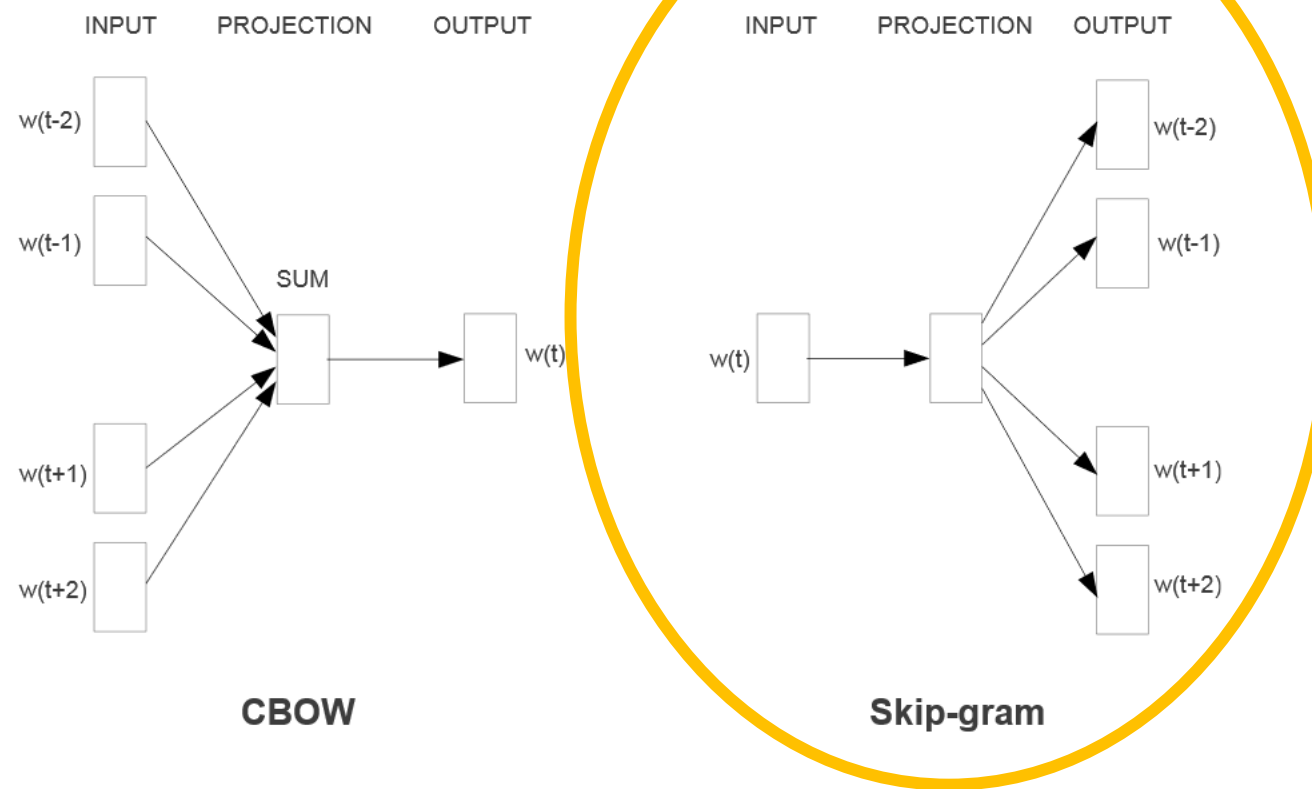 INPUT PROJECTION OUTPUT
w(t-2)
w(t-1)
SUM
w(t)
w(t+1)
w(t+2)
CBOW
INPUT PROJECTION OUTPUT
w(t-2)
w(t-1)
w(t)
w(t+1)
w(t+2)
Skip-gram